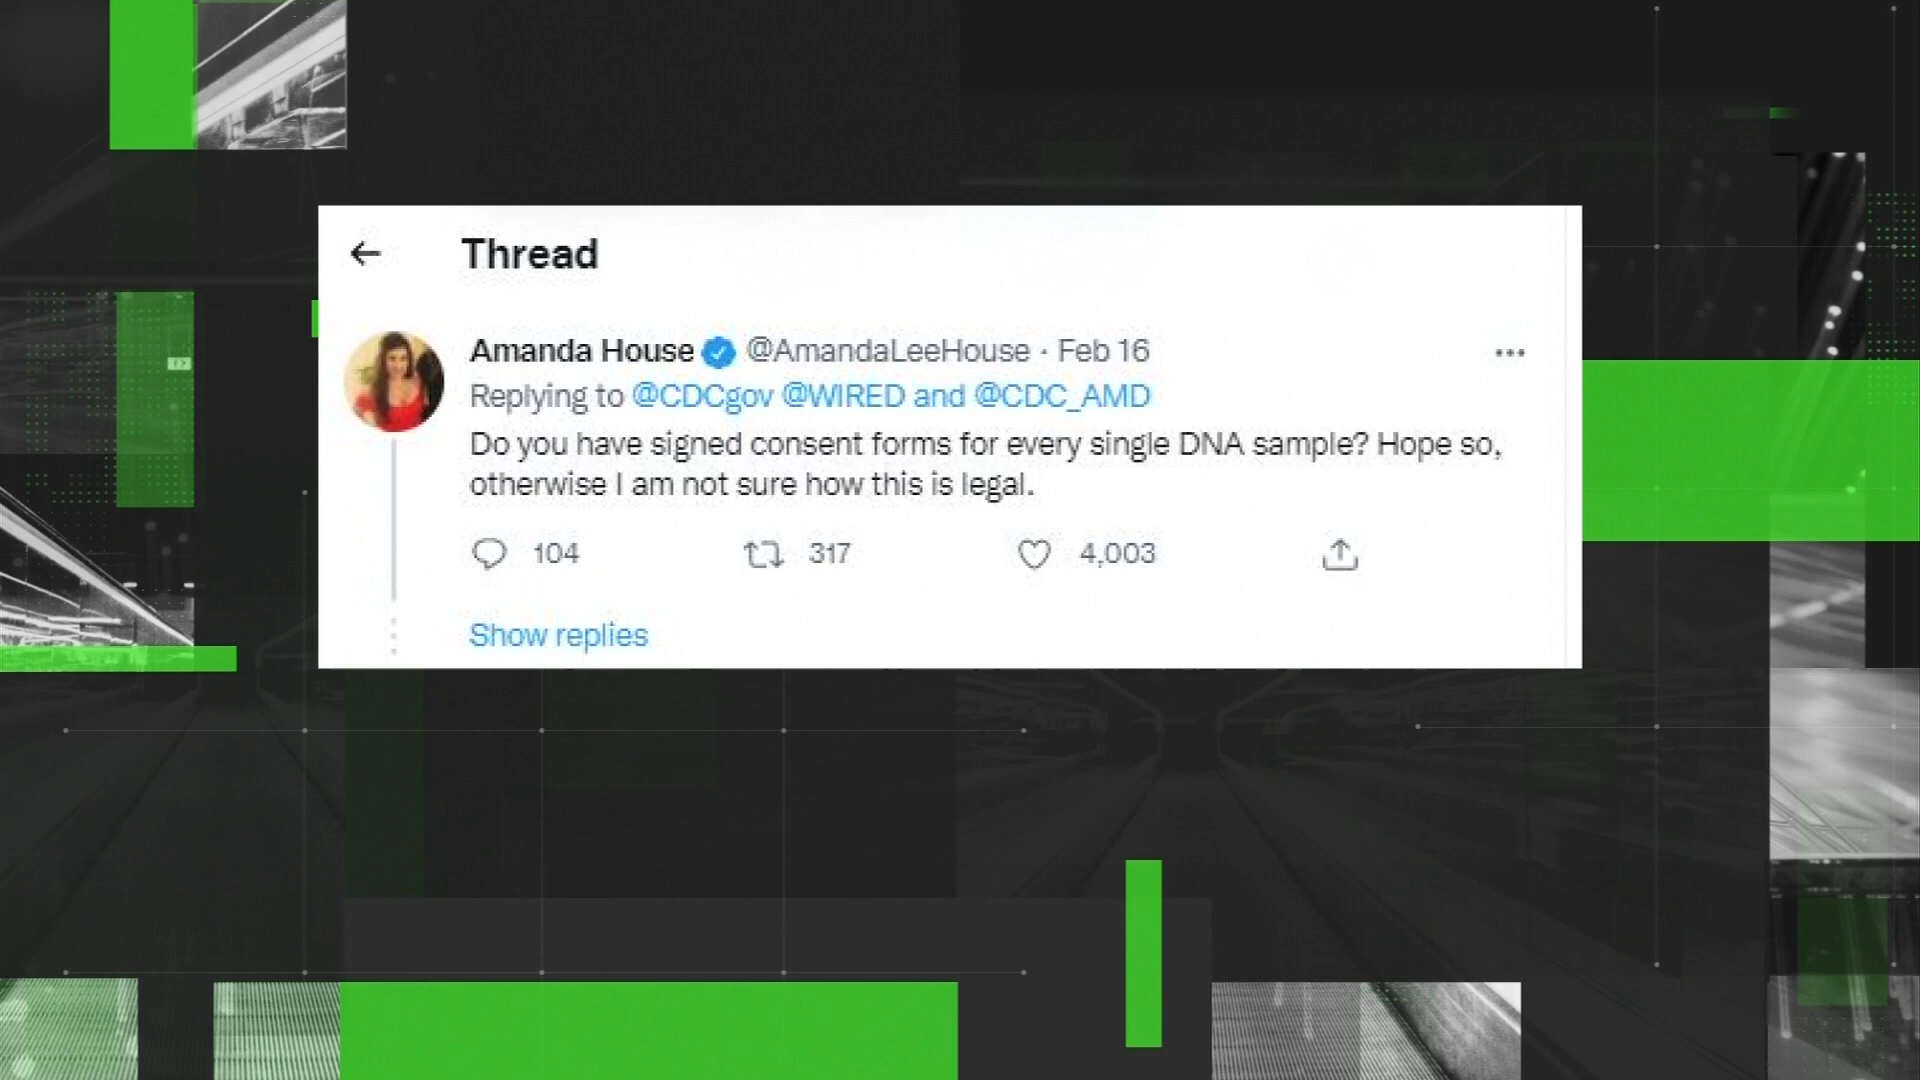 Thread
Amanda House @AmandaLeeHouse · Feb 16
Replying to @CDCgov @WIRED and @CDC_AMD
Do you have signed consent forms for every single DNA sample? Hope so,
otherwise I am not sure how this is legal.
104 317 4,003
Show replies